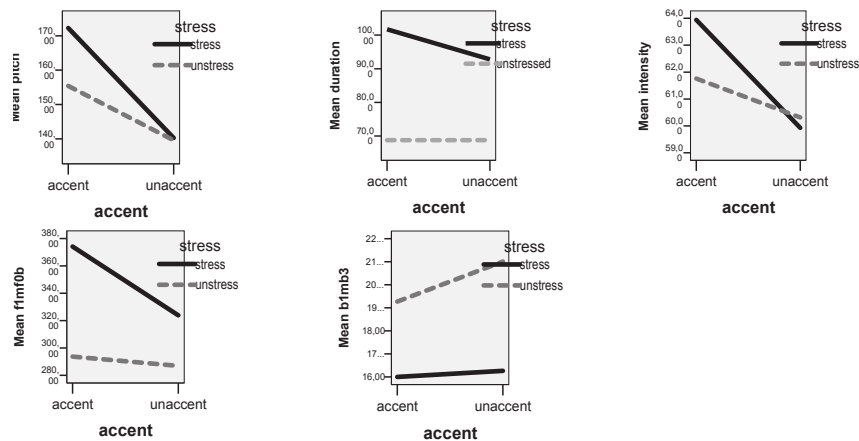 stress
170,
00
stress
160,
00
unstress
150,
00
140,
00
Mean pitch
accent
unaccent
accent
stress
100,
00
stress
90,0
0
unstressed
80,0
0
70,0
0
Mean duration
accent
unaccent
accent
64,0
0
stress
63,0
0
stress
62,0
0
unstress
61,0
0
60,0
0
59,0
0
Mean intensity
accent
unaccent
accent
380,
00
stress
360,
00
stress
340,
00
unstress
320,
00
300,
00
280,
00
Mean f1mf0b
accent
unaccent
accent
22...
stress
21...
stress
19...
unstress
18,00
17...
16,00
Mean b1mb3
accent
unaccent
accent